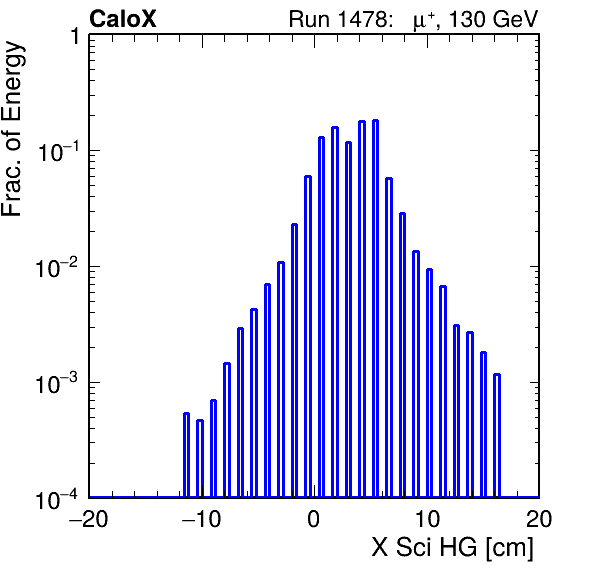 CaloX Run 1478: μ⁺, 130 GeV
Frac. of Energy
1
10⁻¹
10⁻²
10⁻³
10⁻⁴
−20 −10 0 10 20
X Sci HG [cm]